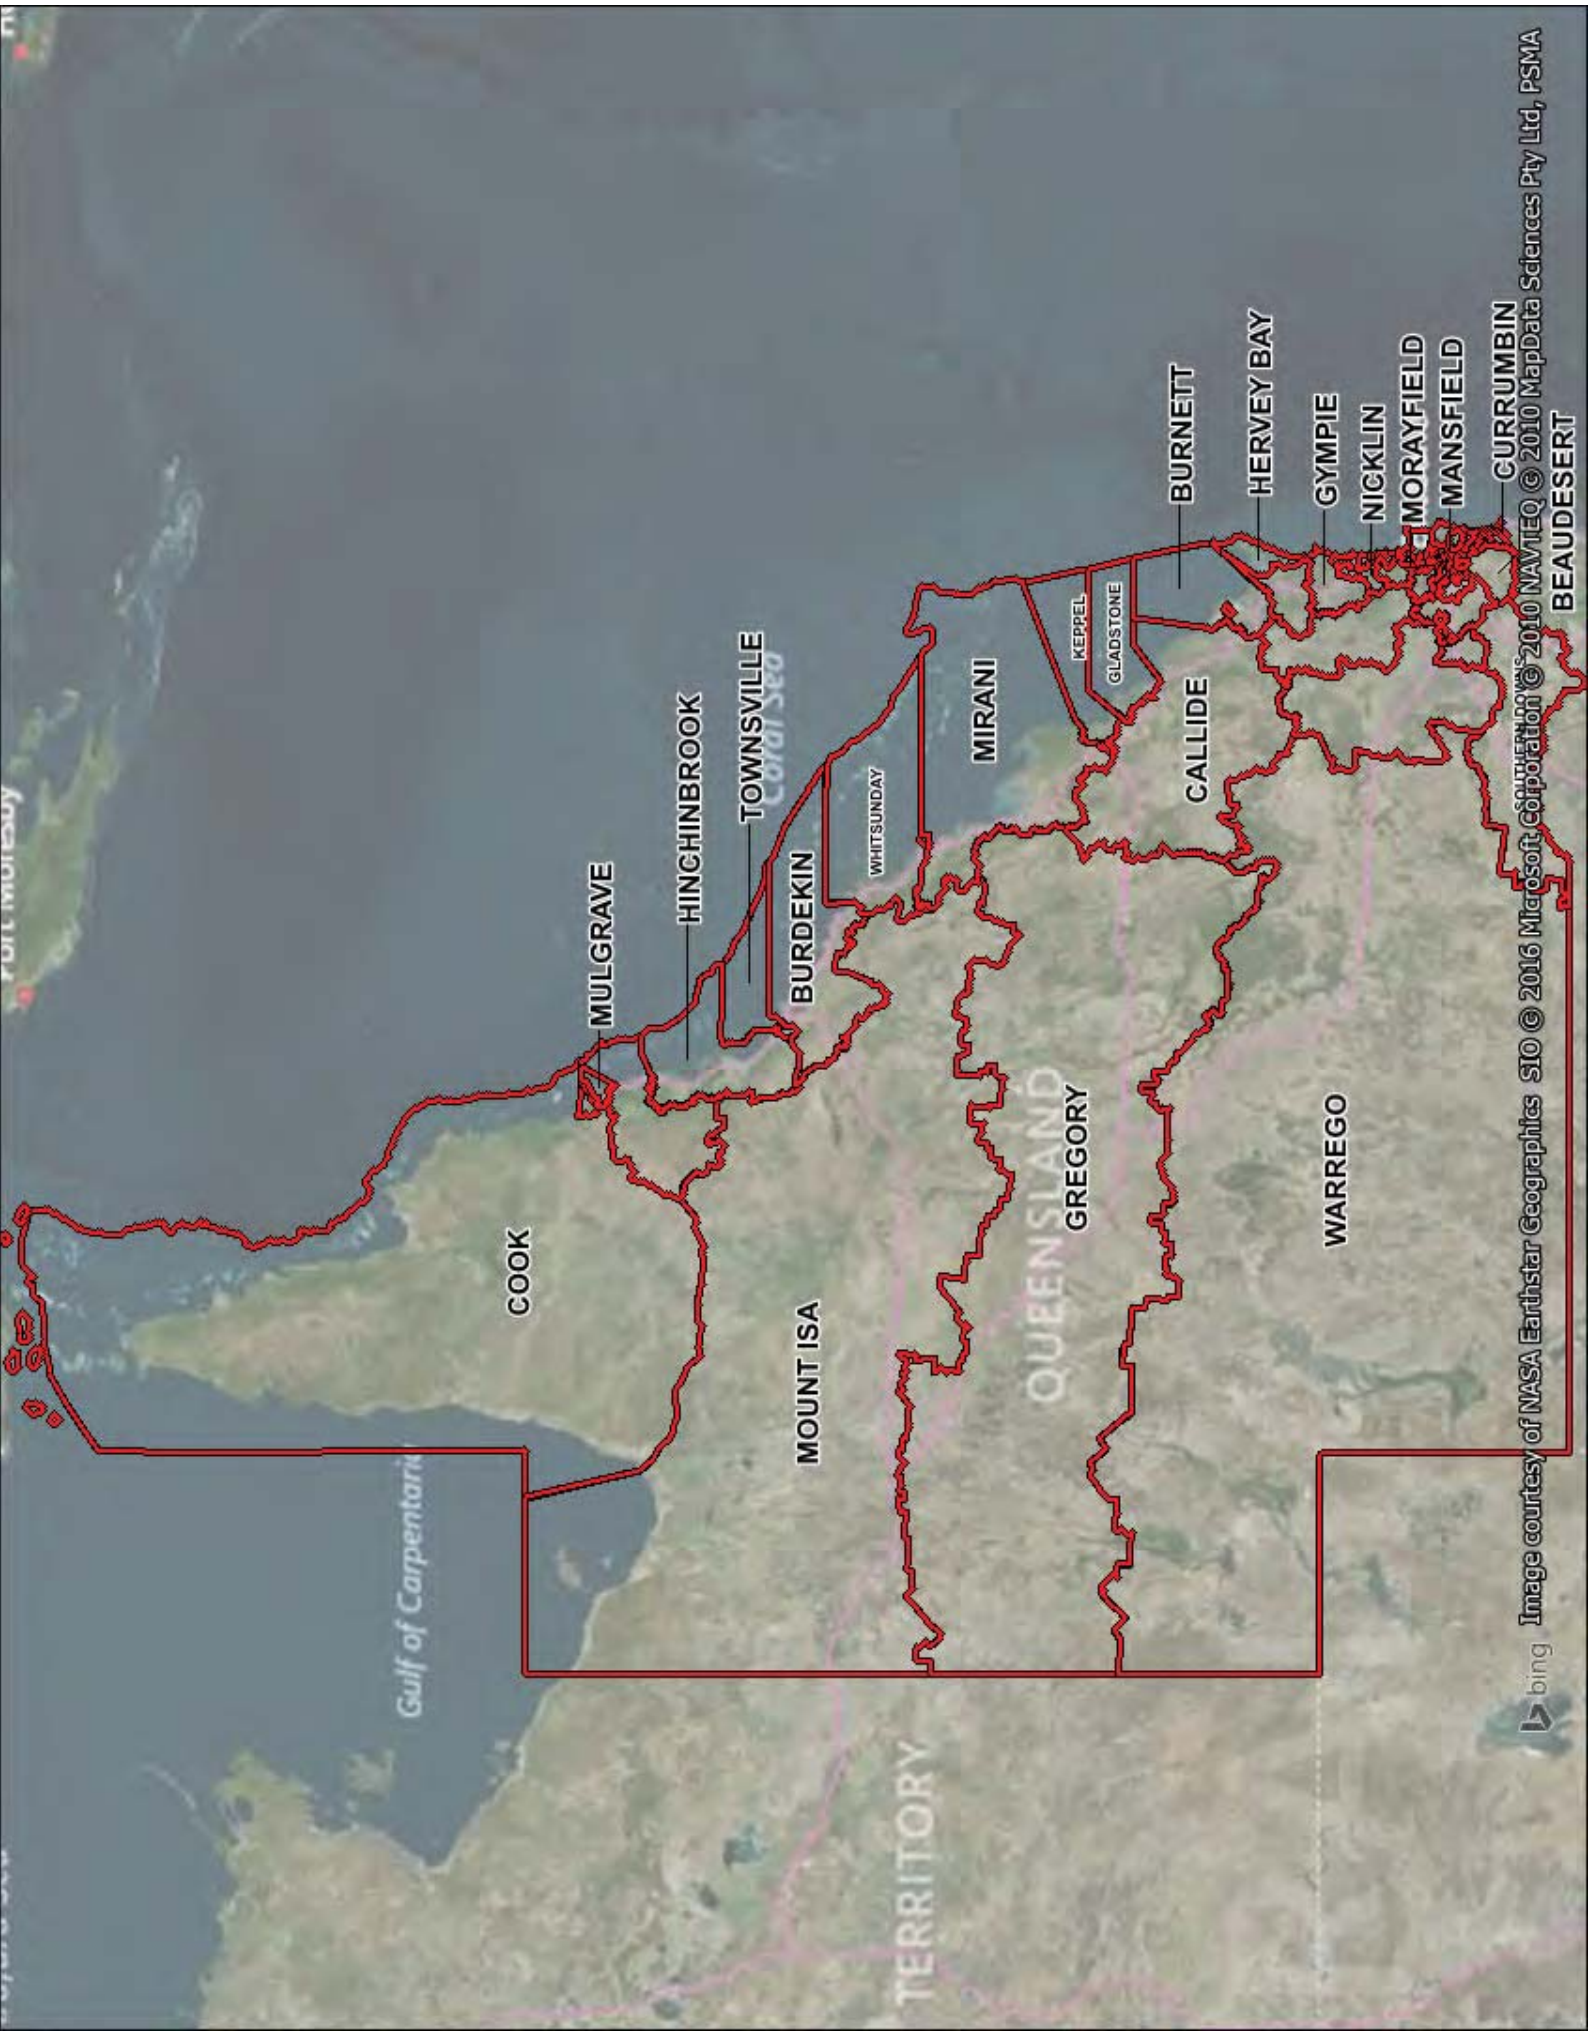 Port Moresby
Gulf of Carpentaria
COOK
MULGRAVE
HINCHINBROOK
TOWNSVILLE
Coral Sea
BURDEKIN
MOUNT ISA
WHITSUNDAY
TERRITORY
MIRANI
QUEENSLAND
GREGORY
KEPPEL
GLADSTONE
BURNETT
CALLIDE
HERVEY BAY
GYMPIE
WARREGO
NICKLIN
MORAYFIELD
MANSFIELD
CURRUMBIN
SOUTHERN DOWNS
bing Image courtesy of NASA Earthstar Geographics SIO © 2016 Microsoft Corporation © 2010 NAVTEQ © 2010 MapData Sciences Pty Ltd, PSMA
BEAUDESERT